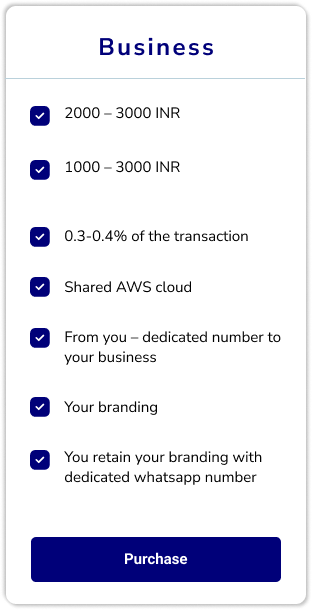 Business
2000 – 3000 INR
1000 – 3000 INR
0.3-0.4% of the transaction
Shared AWS cloud
From you – dedicated number to
your business
Your branding
You retain your branding with
dedicated whatsapp number
Purchase